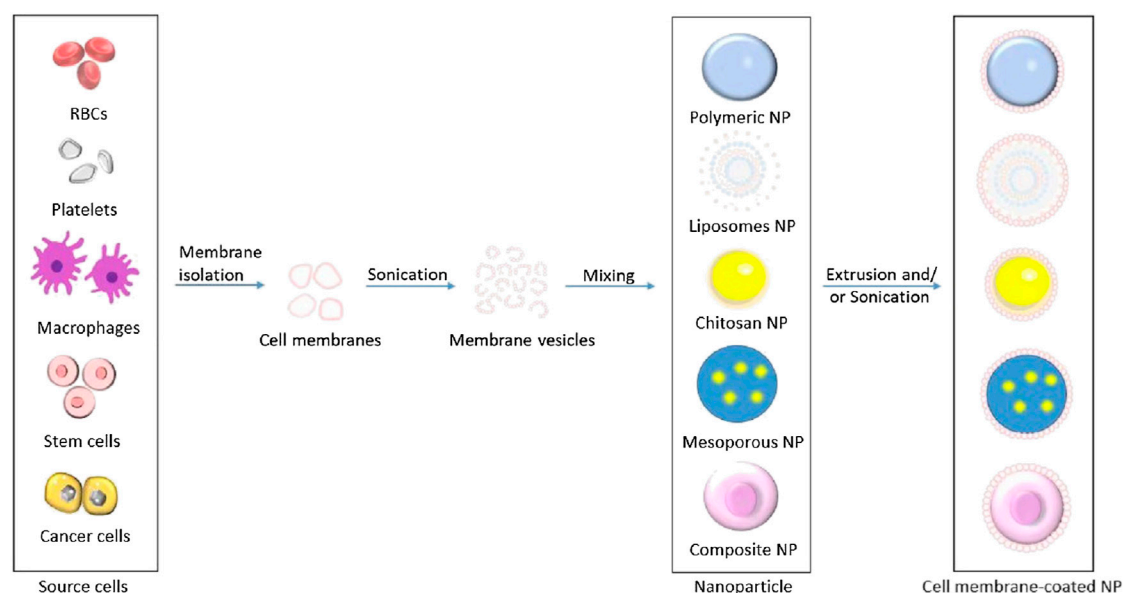 RBCs
Platelets
Macrophages
Stem cells
Cancer cells
Source cells
Membrane
isolation
Cell membranes
Sonication
Membrane vesicles
Mixing
Polymeric NP
Liposomes NP
Chitosan NP
Mesoporous NP
Composite NP
Nanoparticle
Extrusion and/
or Sonication
Cell membrane-coated NP